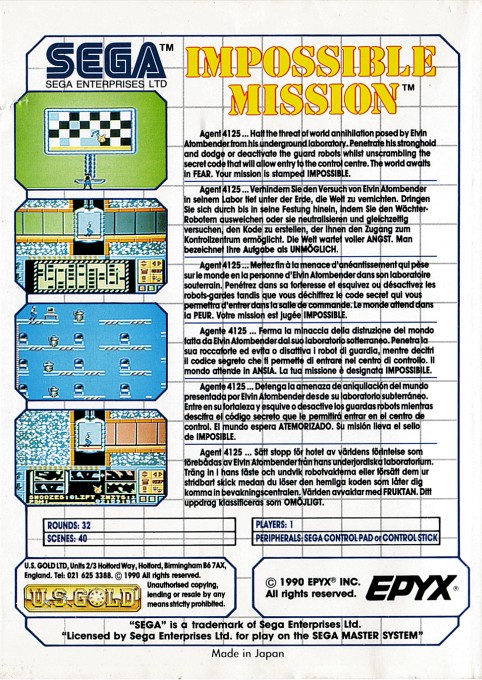 SEGA™
SEGA ENTERPRISES LTD
IMPOSSIBLE
MISSION™
Agent 4125 ... Halt the threat of world annihilation posed by Elvin
Atombender from his underground laboratory. Penetrate his stronghold
and dodge or deactivate the guard robots whilst unscrambling the
secret code that will allow entry to the control centre. The world awaits
in FEAR. Your mission is stamped IMPOSSIBLE.
Agent 4125 ... Verhindern Sie den Versuch von Elvin Atombender
in seinem Labor tief unter der Erde, die Welt zu vernichten. Dringen
Sie sich durch bis in seine Festung hinein, indem Sie den Wächter-
Robotern ausweichen oder sie neutralisieren und gleichzeitig
versuchen, den Kode zu erstellen, der Ihnen den Zugang zum
Kontrollzentrum ermöglicht. Die Welt wartet voller ANGST. Man
bezeichnet Ihre Aufgabe als UNMÖGLICH.
Agent 4125 ... Mettez fin à la menace d'anéantissement qui pèse
sur le monde en la personne d'Elvin Atombender dans son laboratoire
souterrain. Penétrez dans sa forteresse et esquivez ou désactivez les
robots-gardes tandis que vous déchiffrez le code secret qui vous
permettra d'entrer dans la salle de commande. Le monde attend dans
la PEUR. Votre mission est jugée IMPOSSIBLE.
Agente 4125 ... Ferma la minaccia della distruzione del mondo
fatta da Elvin Atombender dal suo laboratorio sotterraneo. Penetra la
sua roccaforte ed evita o disattiva i robot di guardia, mentre decifri
il codice segreto che ti permette di entrare nel centro di controllo. Il
mondo attende in ANSIA. La tua missione è designata IMPOSSIBILE.
Agente 4125 ... Detenga la amenaza de aniquilación del mundo
presentada por Elvin Atombender desde su laboratorio subterráneo.
Entre en su fortaleza y esquive o desactive los guardas robots mientras
descifra el código secreto que le permitirá entrar en el centro de
control. El mundo espera ATEMORIZADO. Su misión lleva el sello
de IMPOSIBLE.
Agent 4125 ... Sätt stopp för hotet av världens förintelse som
förebådas av Elvin Atombender från hans underjordiska laboratorium.
Träng in i hans fäste och undvik robotvakterna eller försätt dem ur
stridbart skick medan du löser den hemliga koden som låter dig
komma in bevakningscentralen. Världen avvaktar med FRUKTAN. Ditt
uppdrag klassificeras som OMÖJLIGT.
ROUNDS: 32
SCENES: 40
PLAYERS: 1
PERIPHERALS: SEGA CONTROL PAD or CONTROL STICK
U.S. GOLD LTD, Units 2/3 Holford Way, Holford, Birmingham B6 7AX,
England. Tel: 021 625 3388. © 1990 All rights reserved.
U.S. GOLD
Unauthorised copying,
lending or resale by any
means strictly prohibited.
© 1990 EPYX® INC.
All rights reserved.
EPYX®
"SEGA" is a trademark of Sega Enterprises Ltd.
"Licensed by Sega Enterprises Ltd. for play on the SEGA MASTER SYSTEM"
Made in Japan